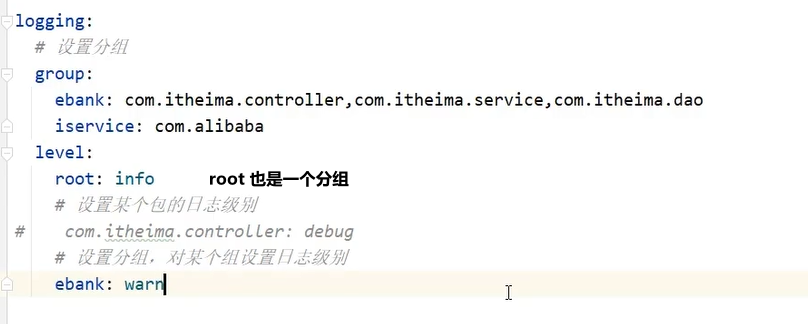 logging:
# 设置分组
group:
ebank: com.itheima.controller,com.itheima.service,com.itheima.dao
iservice: com.alibaba
level:
root: info root 也是一个分组
# 设置某个包的日志级别
# com.itheima.controller: debug
# 设置分组，对某个组设置日志级别
ebank: warn